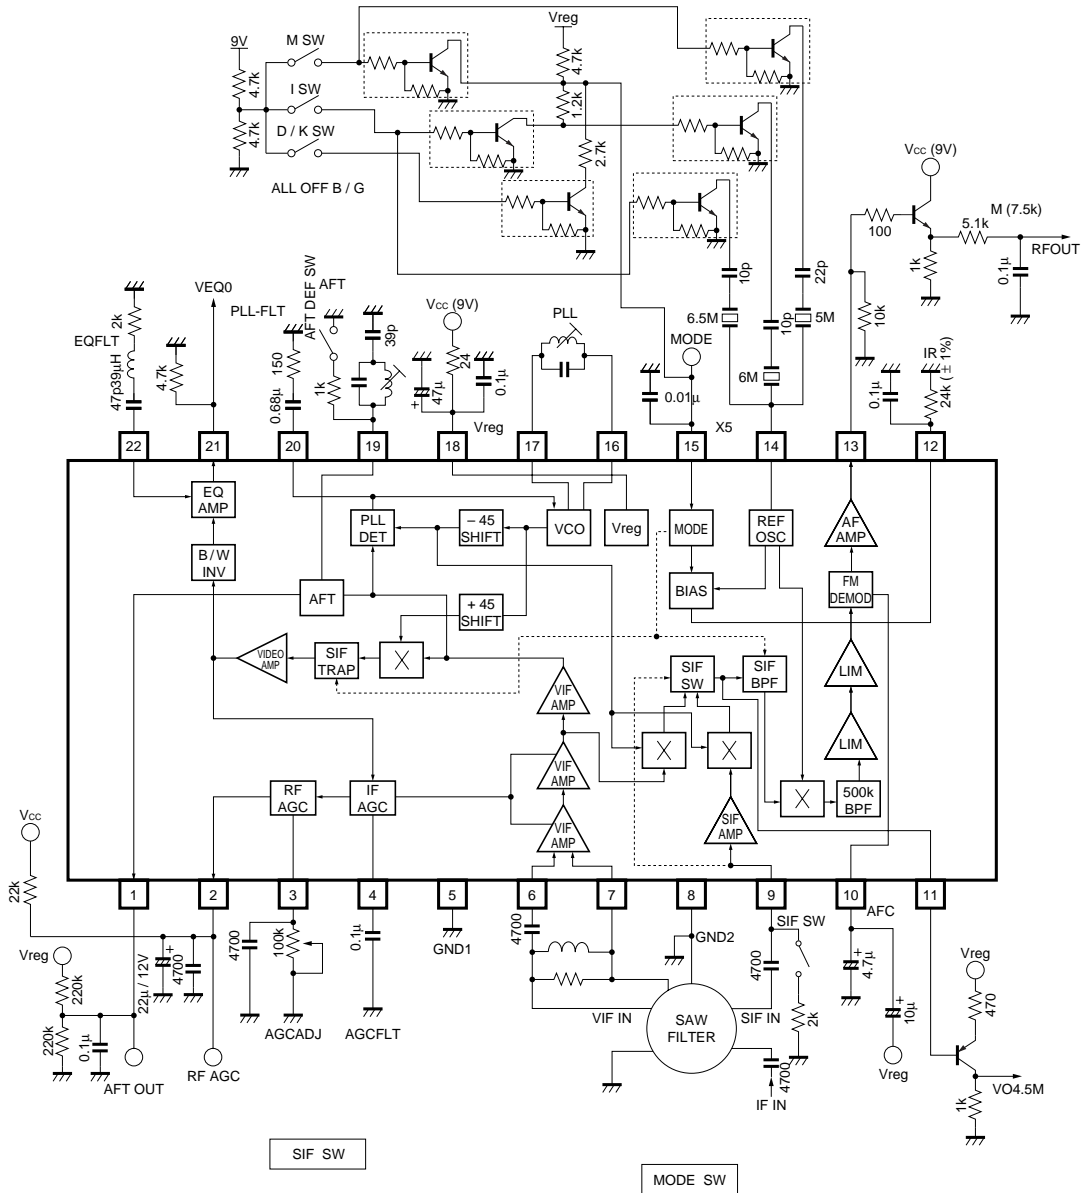 Vreg
9V
M SW
4.7k
4.7k
I SW
1.2k
4.7k
D / K SW
2.7k
ALL OFF B / G
VCC (9V)
100
M (7.5k)
5.1k
RFOUT
1k
0.1µ
10k
10p
22p
6.5M
10p
5M
6M
VEQ0
2k
EQFLT
47p39µH
4.7k
PLL-FLT
150
0.68µ
AFT DEF SW
AFT
1k
39p
VCC (9V)
24
47µ
+
0.1µ
Vreg
PLL
MODE
0.01µ
X5
IR
24k (± 1%)
0.1µ
22
21
20
19
18
17
16
15
14
13
12
EQ
AMP
PLL
DET
– 45
SHIFT
VCO
Vreg
MODE
REF
OSC
AF
AMP
B / W
INV
AFT
+ 45
SHIFT
BIAS
FM
DEMOD
VIDEO
AMP
SIF
TRAP
X
VIF
AMP
SIF
SW
SIF
BPF
LIM
X
X
LIM
VIF
AMP
RF
AGC
IF
AGC
VIF
AMP
SIF
AMP
X
500k
BPF
VCC
22k
1
2
3
4
5
6
7
8
9
10
11
Vreg
220k
220k
0.1µ
22µ / 12V
+
4700
4700
100k
0.1µ
GND1
4700
GND2
SIF SW
4700
2k
AFC
4.7µ
+
10µ
+
Vreg
Vreg
470
AFT OUT
RF AGC
AGCADJ
AGCFLT
VIF IN
SAW
FILTER
SIF IN
4700
IF IN
VO4.5M
1k
SIF SW
MODE SW